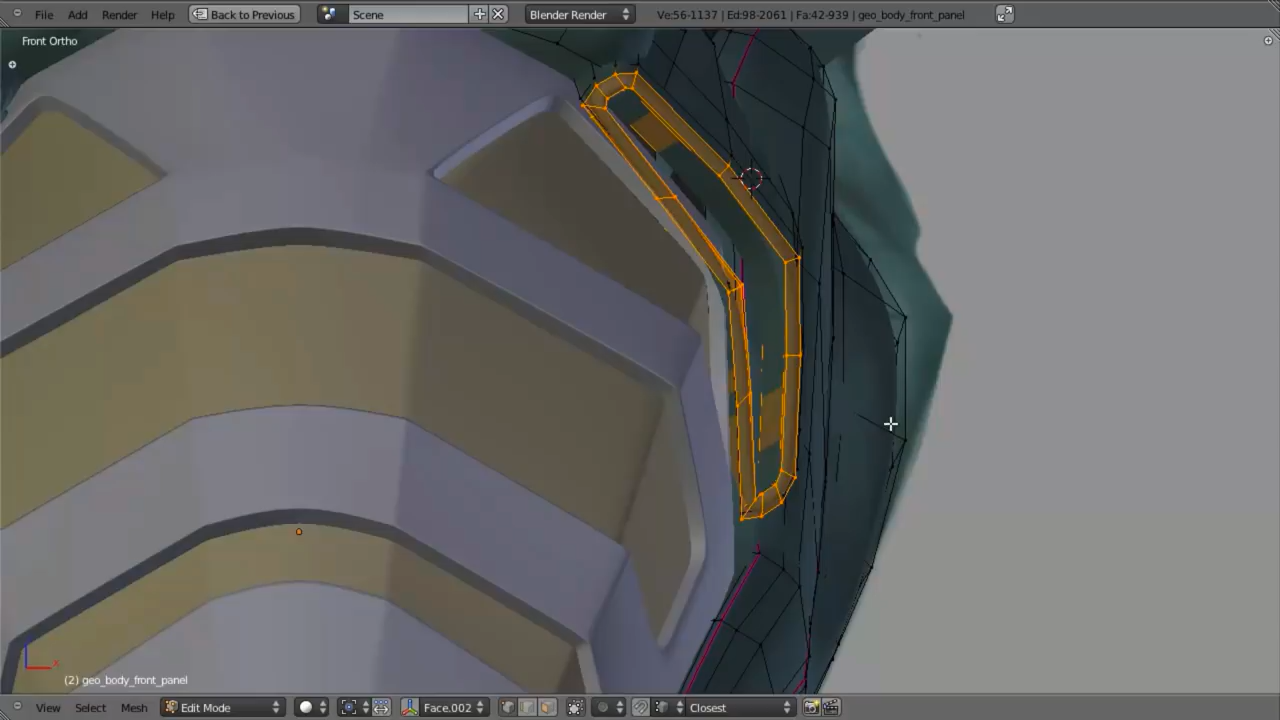 File Add Render Help Back to Previous Scene Blender Render Ve:56-1137 | Ed:98-2061 | Fa:42-939 | geo_body_front_panel
Front Ortho
x
(2) geo_body_front_panel
View Select Mesh Edit Mode Face.002 Closest